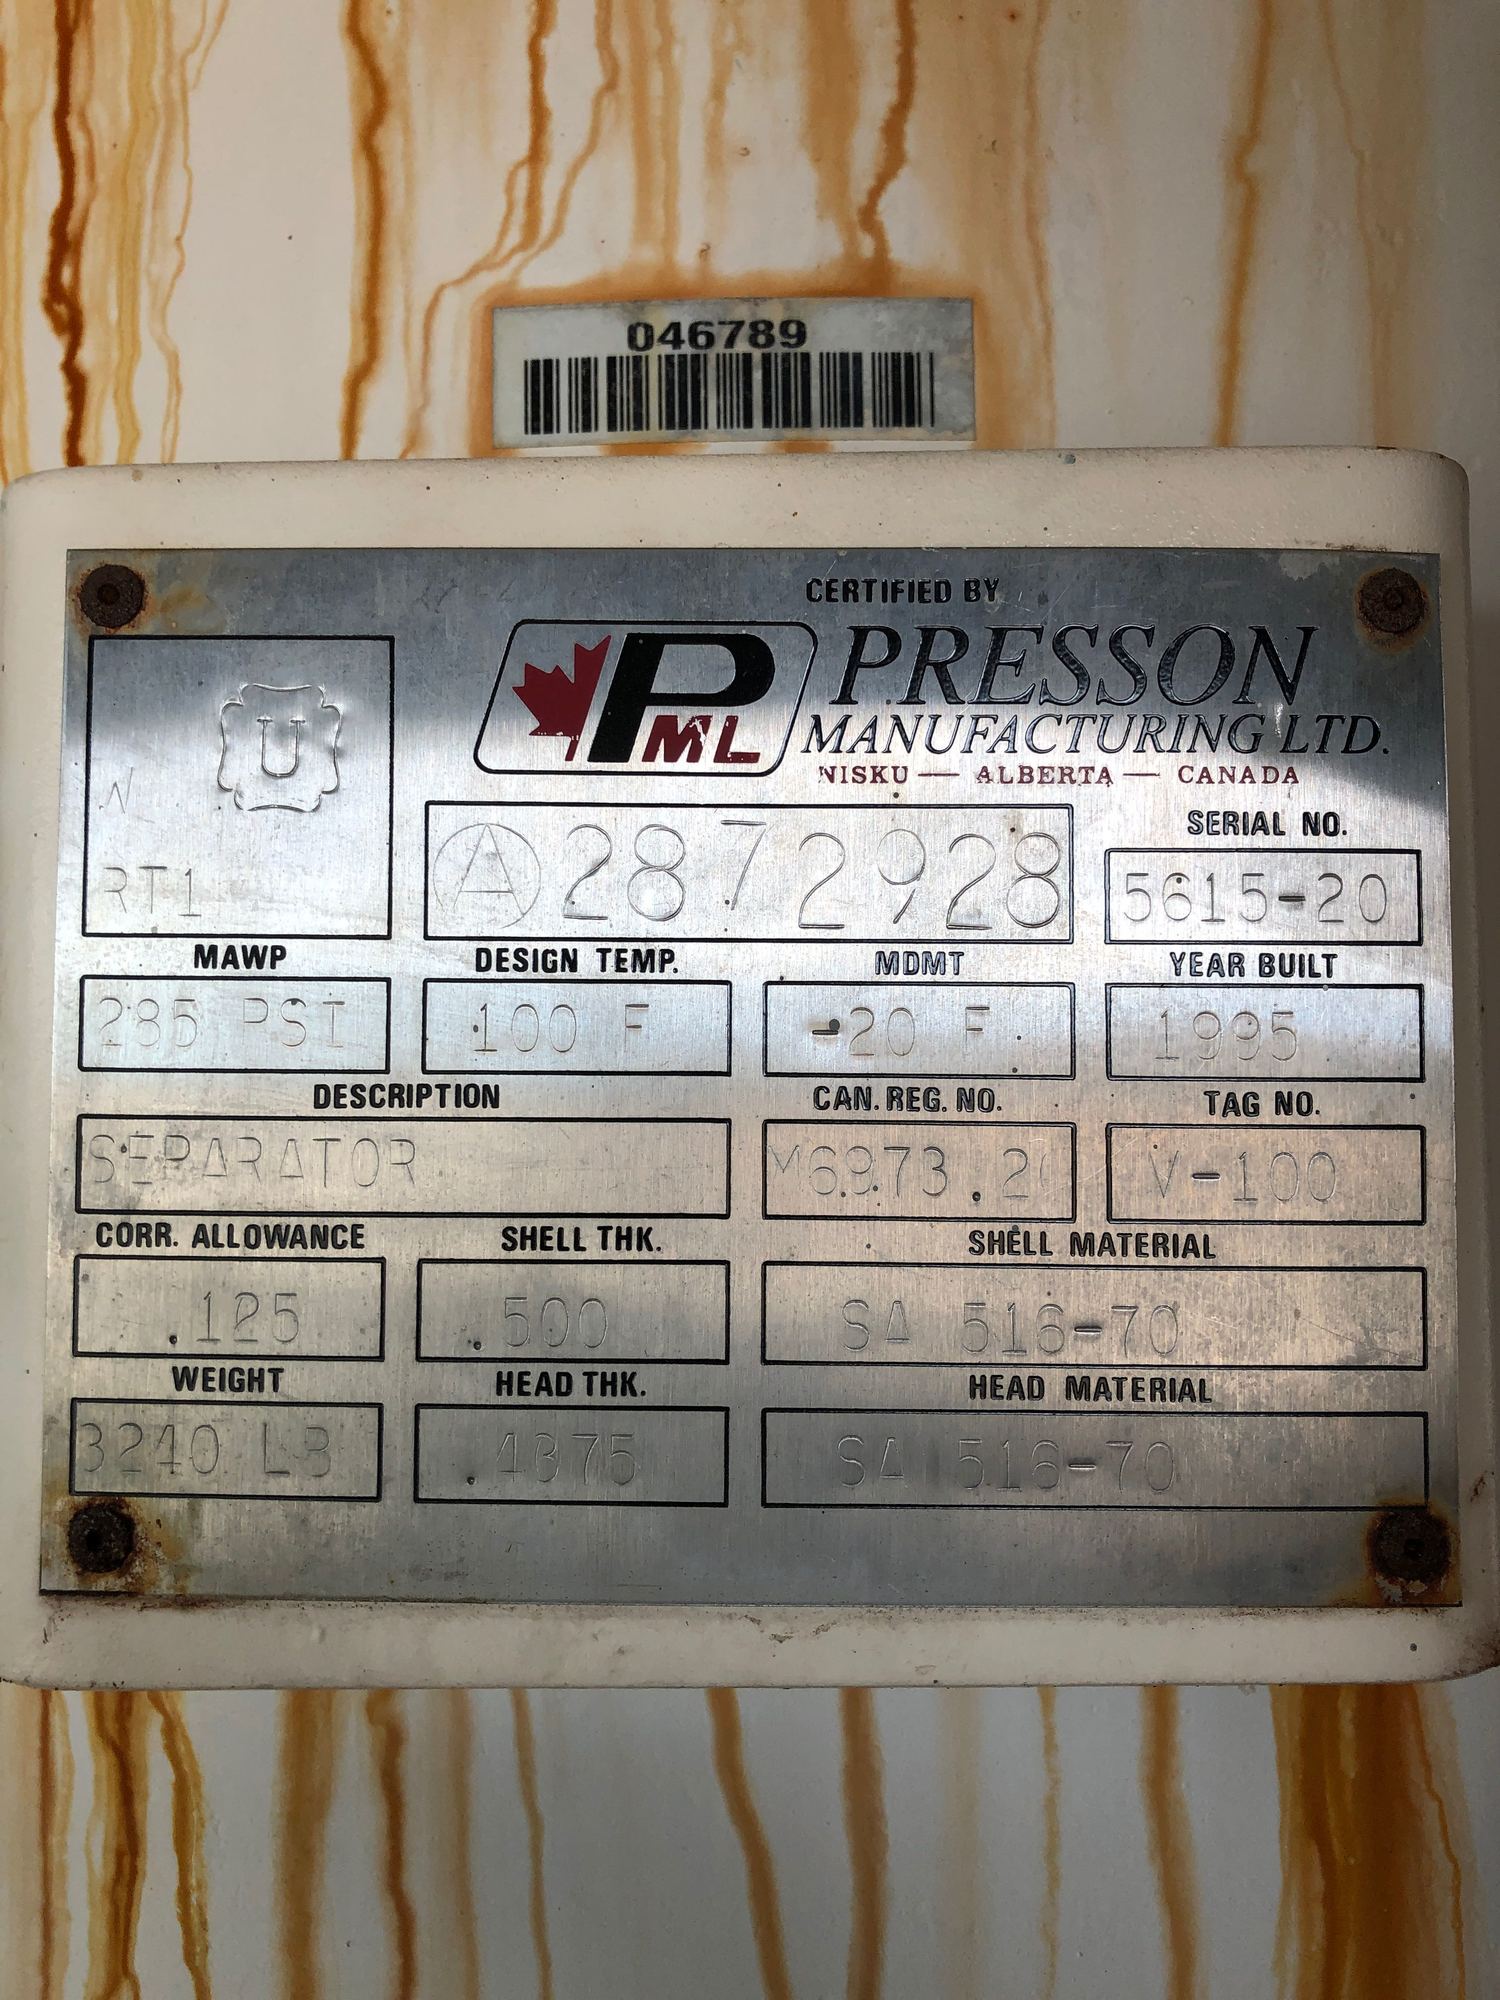 046789
CERTIFIED BY
PML
PRESSON
MANUFACTURING LTD.
NISKU — ALBERTA — CANADA
U
W
RT1
A 2872928
SERIAL NO.
5615-20
MAWP
285 PSI
DESIGN TEMP.
100 F
MDMT
-20 F
YEAR BUILT
1995
DESCRIPTION
SEPARATOR
CAN. REG. NO.
TAG NO.
V-100
CORR. ALLOWANCE
.125
SHELL THK.
.500
SHELL MATERIAL
SA 516-70
WEIGHT
3240 LB
HEAD THK.
.4375
HEAD MATERIAL
SA 516-70